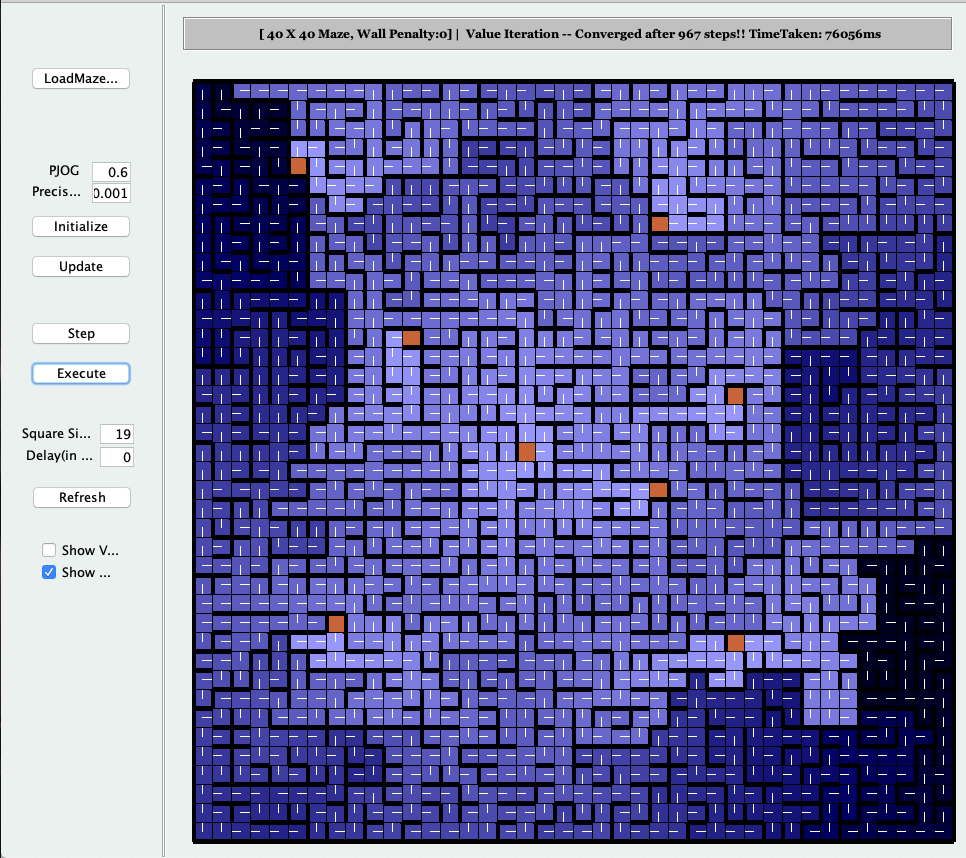 [ 40 X 40 Maze, Wall Penalty:0] | Value Iteration -- Converged after 967 steps!! TimeTaken: 76056ms
LoadMaze...
PJOG 0.6
Precis... 0.001
Initialize
Update
Step
Execute
Square Si... 19
Delay(in ... 0
Refresh
Show V...
Show ...